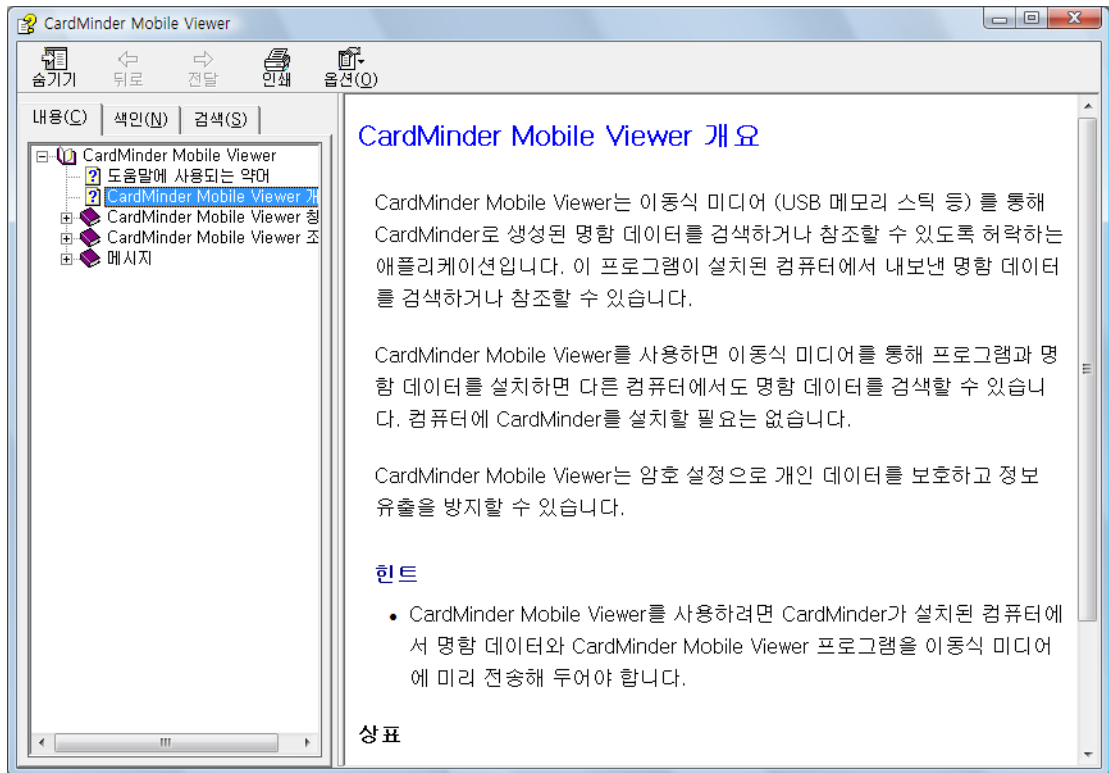 CardMinder Mobile Viewer
숨기기 뒤로 전달 인쇄 옵션(O)
내용(C) 색인(N) 검색(S)
CardMinder Mobile Viewer
도움말에 사용되는 약어
CardMinder Mobile Viewer 개
CardMinder Mobile Viewer 창
CardMinder Mobile Viewer 조
메시지
CardMinder Mobile Viewer 개요
CardMinder Mobile Viewer는 이동식 미디어 (USB 메모리 스틱 등) 를 통해
CardMinder로 생성된 명함 데이터를 검색하거나 참조할 수 있도록 허락하는
애플리케이션입니다. 이 프로그램이 설치된 컴퓨터에서 내보낸 명함 데이터
를 검색하거나 참조할 수 있습니다.
CardMinder Mobile Viewer를 사용하면 이동식 미디어를 통해 프로그램과 명
함 데이터를 설치하면 다른 컴퓨터에서도 명함 데이터를 검색할 수 있습니
다. 컴퓨터에 CardMinder를 설치할 필요는 없습니다.
CardMinder Mobile Viewer는 암호 설정으로 개인 데이터를 보호하고 정보
유출을 방지할 수 있습니다.
힌트
• CardMinder Mobile Viewer를 사용하려면 CardMinder가 설치된 컴퓨터에
서 명함 데이터와 CardMinder Mobile Viewer 프로그램을 이동식 미디어
에 미리 전송해 두어야 합니다.
상표